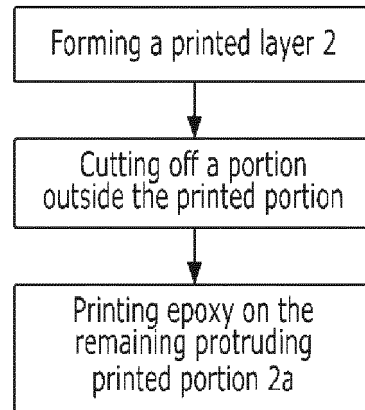 Forming a printed layer 2
Cutting off a portion
outside the printed portion
Printing epoxy on the
remaining protruding
printed portion 2a